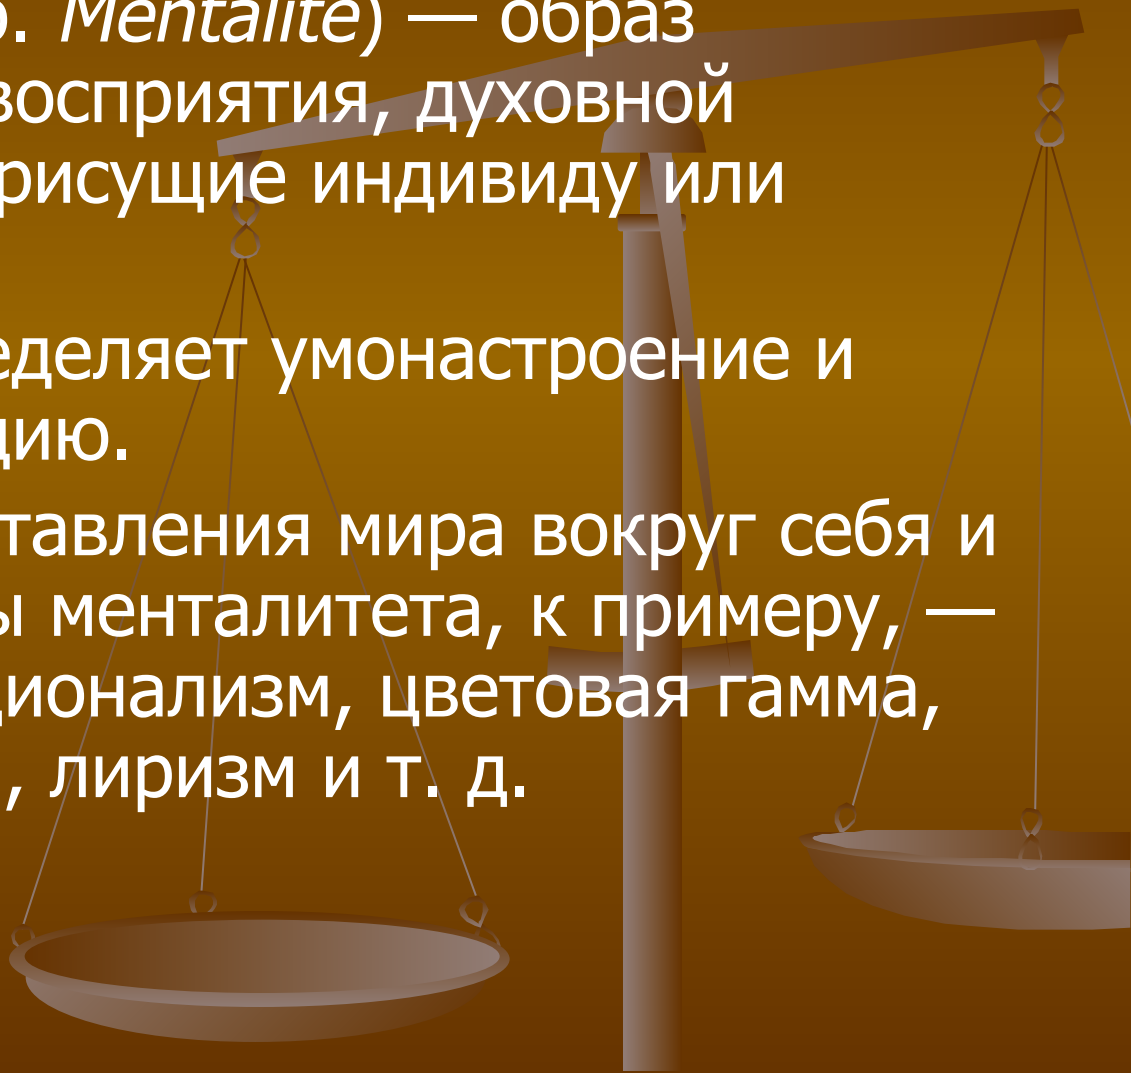 р. Mentalité) — образ
восприятия, духовной
рисущие индивиду или
еделяет умонастроение и
цию.
тавления мира вокруг себя и
ы менталитета, к примеру, —
ционализм, цветовая гамма,
, лиризм и т. д.